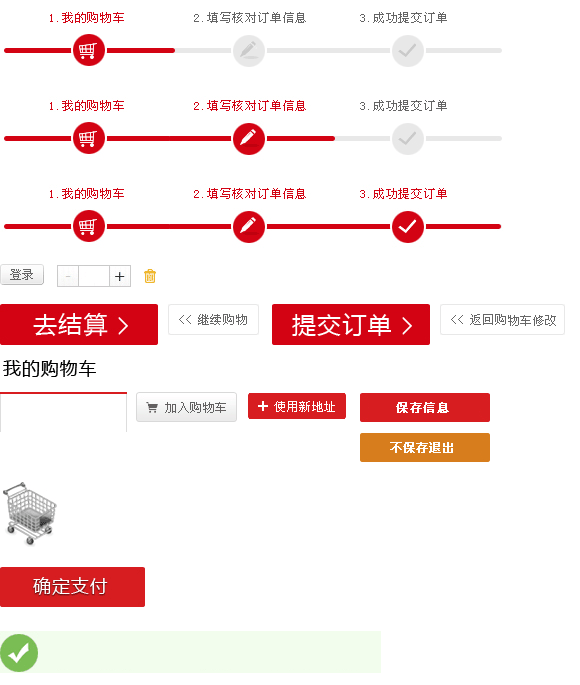 1.我的购物车 2.填写核对订单信息 3.成功提交订单
1.我的购物车 2.填写核对订单信息 3.成功提交订单
1.我的购物车 2.填写核对订单信息 3.成功提交订单
登录 - +
去结算 > << 继续购物 提交订单 > << 返回购物车修改
我的购物车
加入购物车 + 使用新地址 保存信息
不保存退出
确定支付